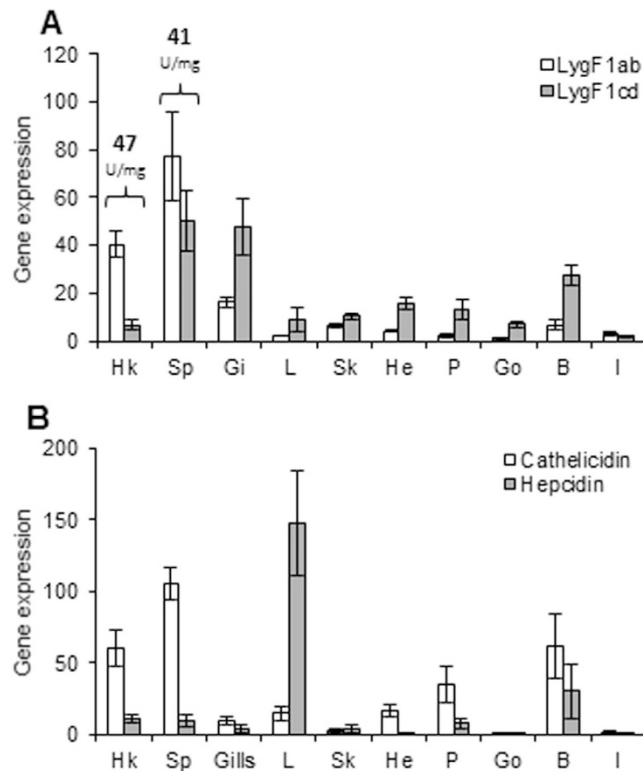 A
Gene expression
120
100
80
60
40
20
0
47
U/mg
41
U/mg
LygF1ab
LygF1cd
Hk Sp Gi L Sk He P Go B I
B
Gene expression
200
150
100
50
0
Cathelicidin
Hepcidin
Hk Sp Gills L Sk He P Go B I